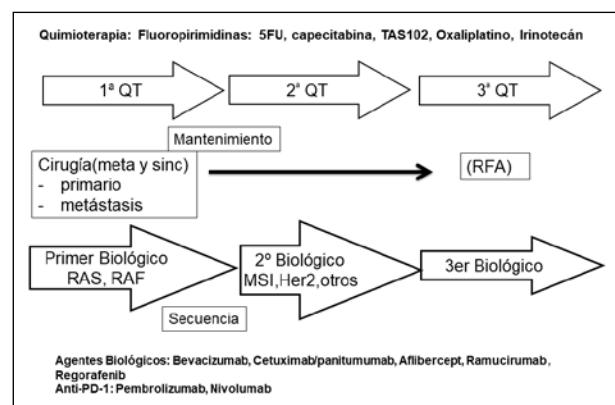 Quimioterapia: Fluoropirimidinas: 5FU, capecitabina, TAS102, Oxaliplatino, Irinotecán
1ª QT
2ª QT
3ª QT
Mantenimiento
Cirugía(meta y sinc)
- primario
- metástasis
(RFA)
Primer Biológico
RAS, RAF
2º Biológico
MSI,Her2,otros
3er Biológico
Secuencia
Agentes Biológicos: Bevacizumab, Cetuximab/panitumumab, Aflibercept, Ramucirumab,
Regorafenib
Anti-PD-1: Pembrolizumab, Nivolumab